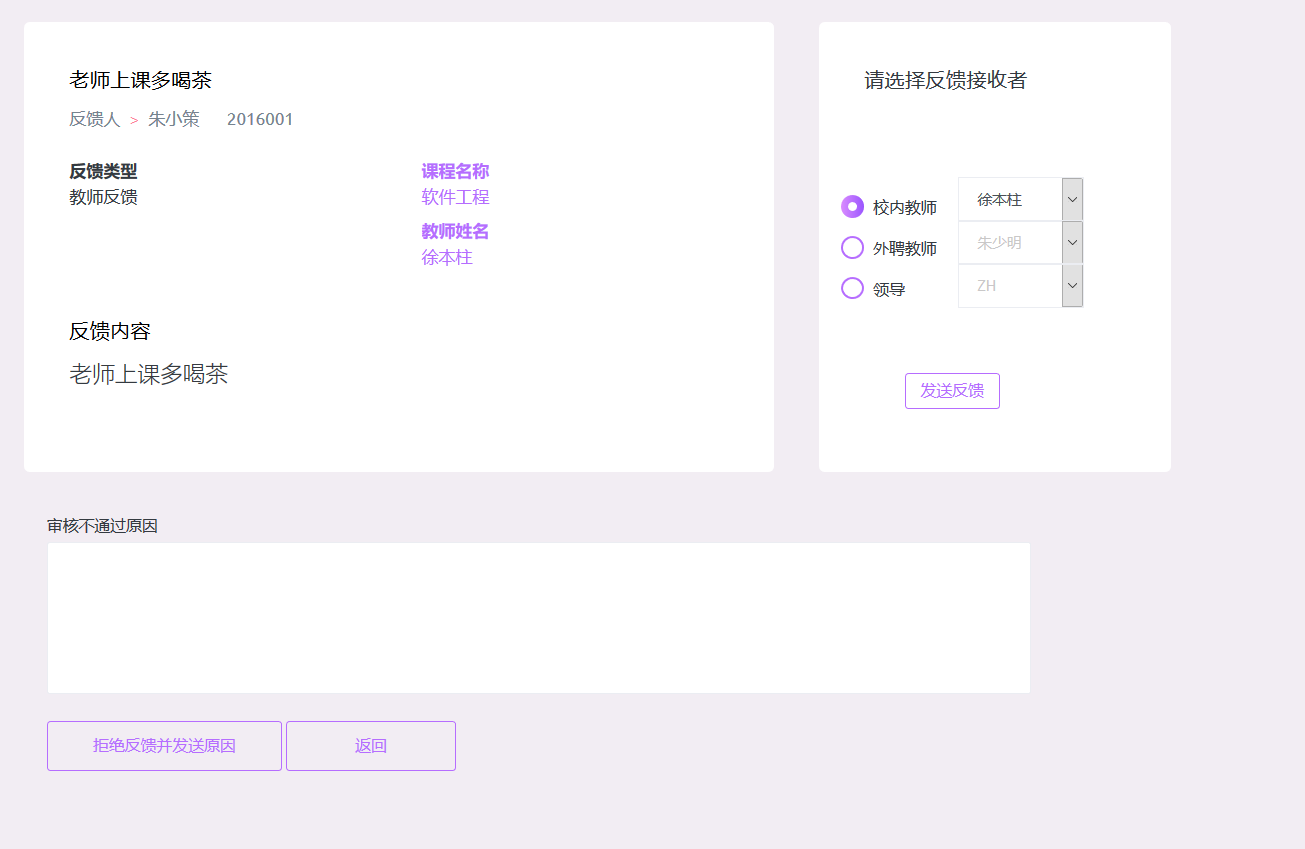 老师上课多喝茶
反馈人 > 朱小策 2016001
反馈类型
教师反馈
课程名称
软件工程
教师姓名
徐本柱
反馈内容
老师上课多喝茶
请选择反馈接收者
校内教师 徐本柱
外聘教师 朱少明
领导 ZH
发送反馈
审核不通过原因
拒绝反馈并发送原因 返回